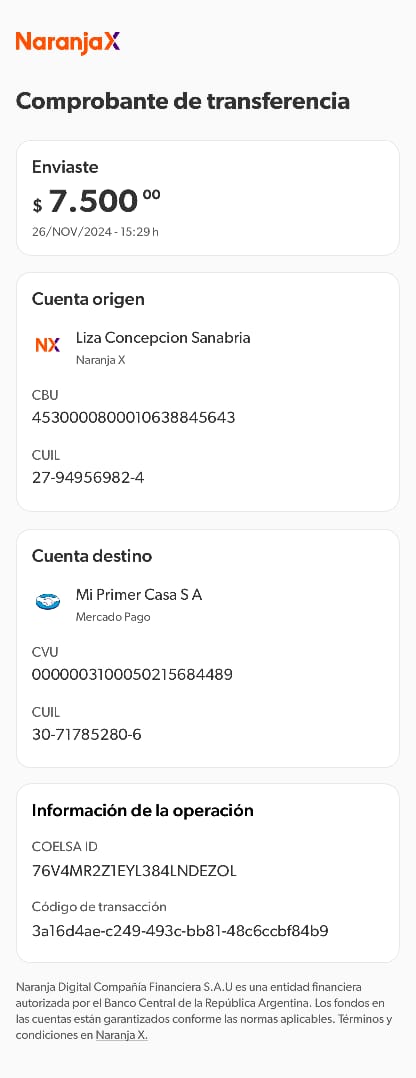 NaranjaX
Comprobante de transferencia
Enviaste
$ 7.500 00
26/NOV/2024 - 15:29 h
Cuenta origen
NX
Liza Concepcion Sanabria
Naranja X
CBU
4530000800010638845643
CUIL
27-94956982-4
Cuenta destino
Mi Primer Casa S A
Mercado Pago
CVU
0000003100050215684489
CUIL
30-71785280-6
Información de la operación
COELSA ID
76V4MR2Z1EYL384LNDEZOL
Código de transacción
3a16d4ae-c249-493c-bb81-48c6ccbf84b9
Naranja Digital Compañía Financiera S.A.U es una entidad financiera
autorizada por el Banco Central de la República Argentina. Los fondos en
las cuentas están garantizados conforme las normas aplicables. Términos y
condiciones en Naranja X.